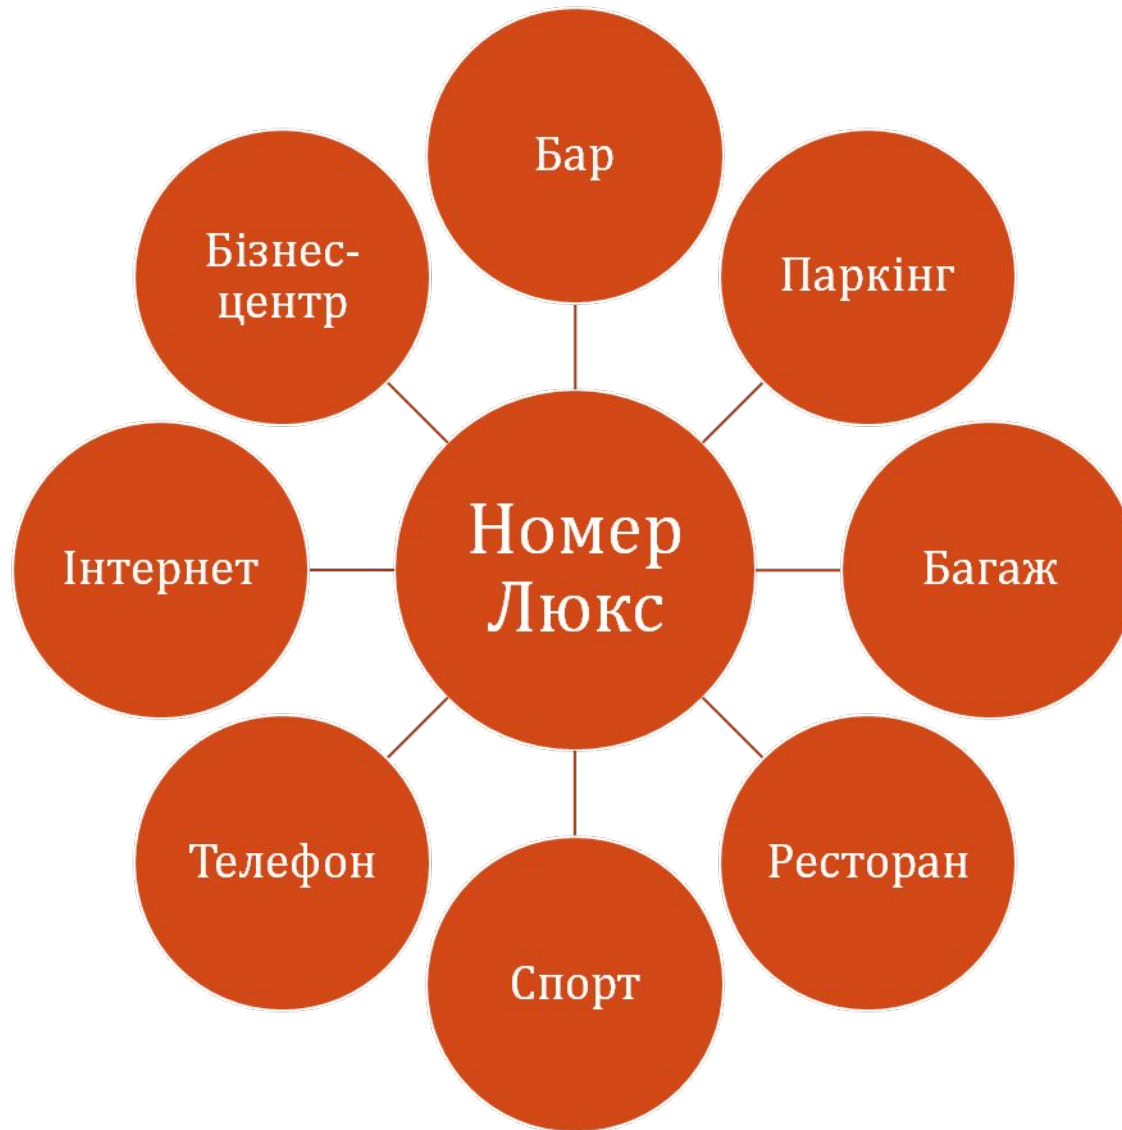 Бар
Бізнес-
центр
Паркінг
Інтернет
Номер
Люкс
Багаж
Телефон
Ресторан
Спорт